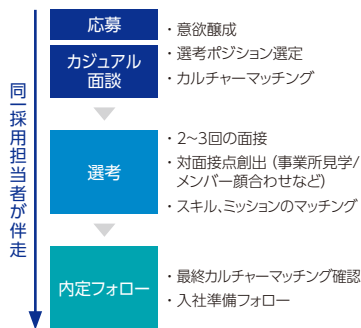 同一採用担当者が伴走
応募
・意欲醸成
カジュアル
面談
・選考ポジション選定
・カルチャーマッチング
選考
・2~3回の面接
・対面接点創出（事業所見学/
メンバー顔合わせなど）
・スキル、ミッションのマッチング
内定フォロー
・最終カルチャーマッチング確認
・入社準備フォロー